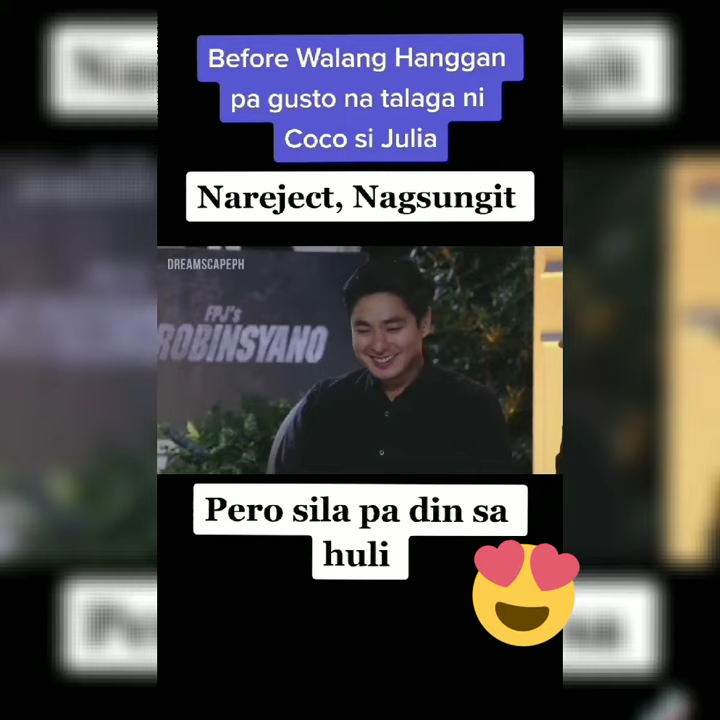 Before Walang Hanggan
pa gusto na talaga ni
Coco si Julia
Nareject, Nagsungit
DREAMSCAPEPH
FPJ's
ROBINSYANO
Pero sila pa din sa
huli